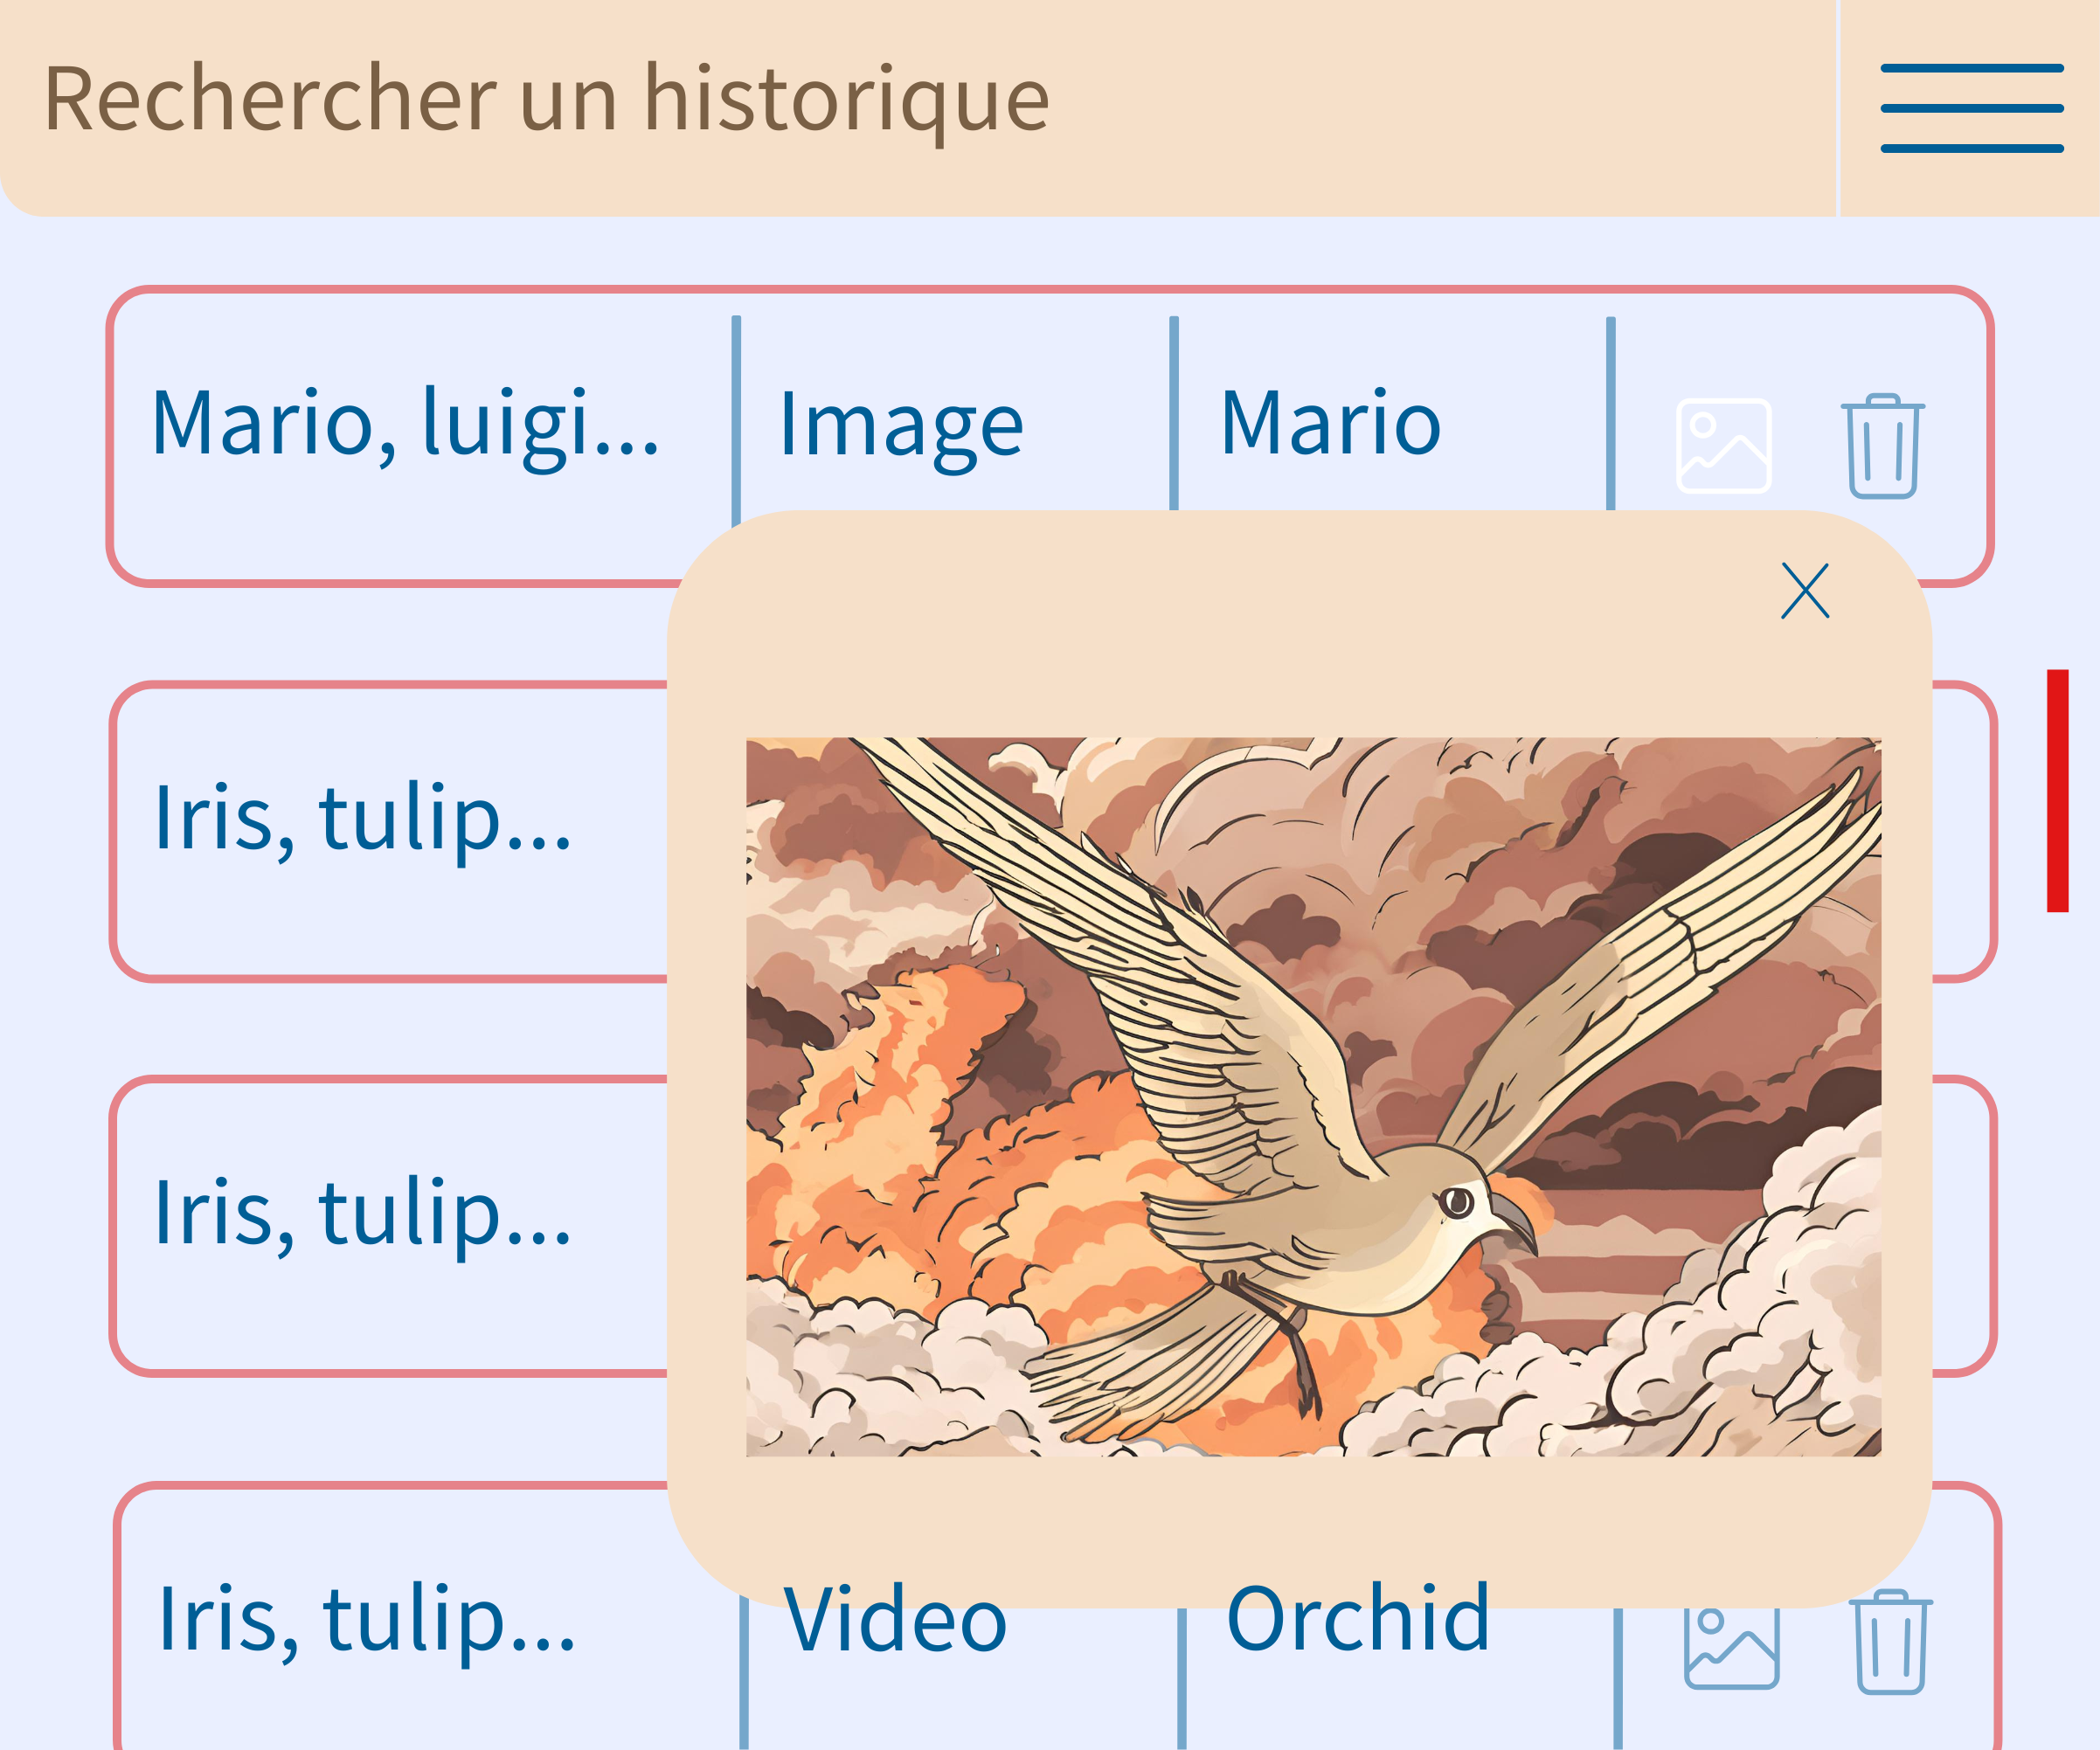 Rechercher un historique
Mario, luigi... Image Mario
Iris, tulip...
Iris, tulip...
Iris, tulip... Video Orchid